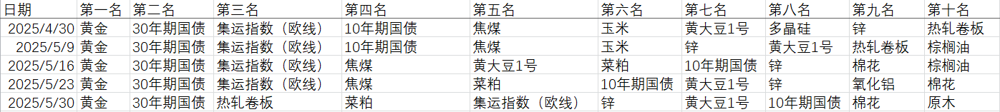 日期 第一名 第二名 第三名 第四名 第五名 第六名 第七名 第八名 第九名 第十名
2025/4/30 黄金 30年期国债 集运指数（欧线） 10年期国债 焦煤 玉米 黄大豆1号 多晶硅 锌 热轧卷板
2025/5/9 黄金 30年期国债 集运指数（欧线） 10年期国债 焦煤 玉米 锌 黄大豆1号 热轧卷板 棕榈油
2025/5/16 黄金 30年期国债 集运指数（欧线） 焦煤 黄大豆1号 菜粕 10年期国债 锌 棉花 棕榈油
2025/5/23 黄金 30年期国债 集运指数（欧线） 焦煤 菜粕 10年期国债 黄大豆1号 锌 氧化铝 棉花
2025/5/30 黄金 30年期国债 热轧卷板 菜粕 集运指数（欧线） 锌 黄大豆1号 10年期国债 棉花 原木